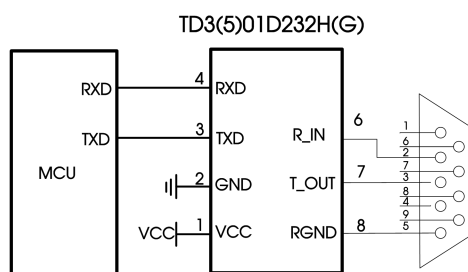 TD3(5)01D232H(G)
MCU
RXD
TXD
4
3
2
1
VCC
RXD
TXD
GND
VCC
R_IN
T_OUT
RGND
6
7
8
1
6
2
7
3
8
4
9
5